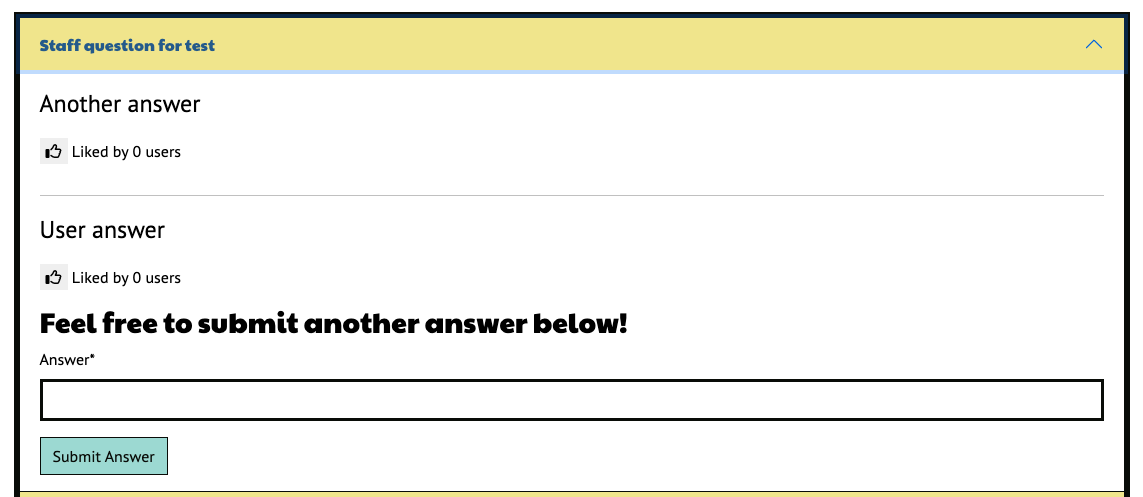 Staff question for test
Another answer
Liked by 0 users
User answer
Liked by 0 users
Feel free to submit another answer below!
Answer*
Submit Answer